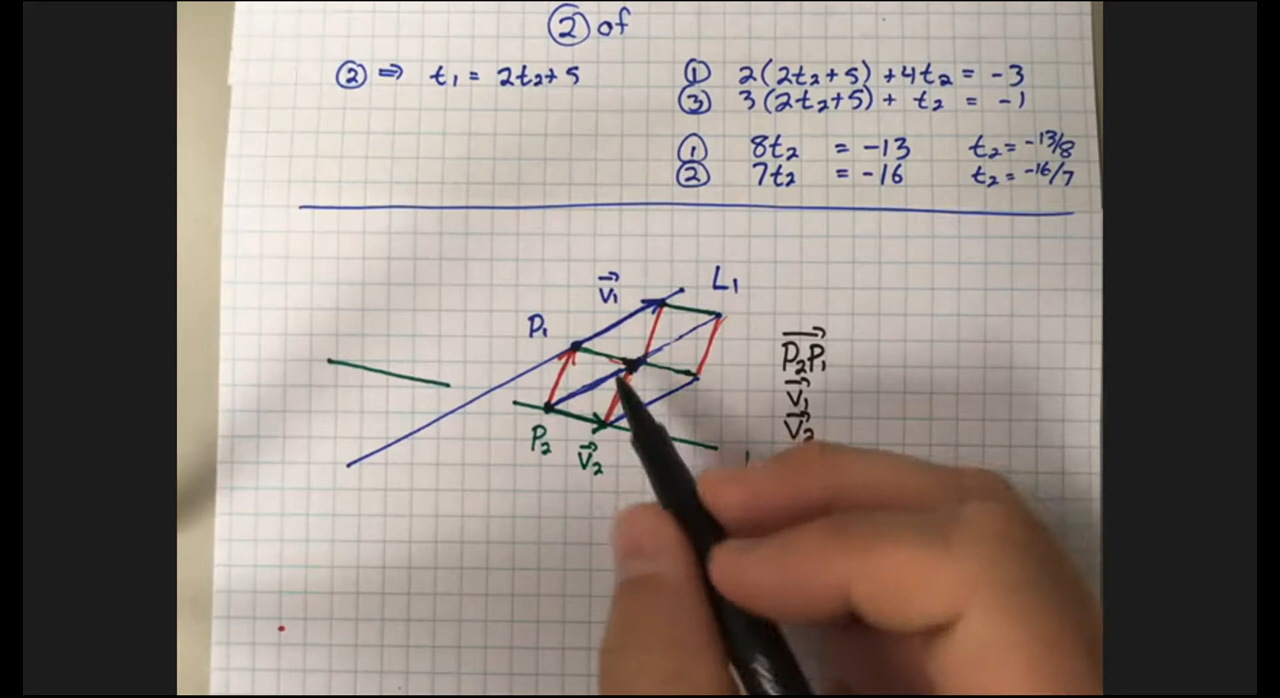 ② of
② ⇒ t₁ = 2t₂+5
① 2(2t₂+5) +4t₂ = -3
③ 3(2t₂+5) + t₂ = -1
① 8t₂ = -13 t₂ = -13/8
② 7t₂ = -16 t₂ = -16/7
v⃗₁ L₁
P₁
P₂P₁⃗
v⃗₁
v⃗₂
P₂ v⃗₂